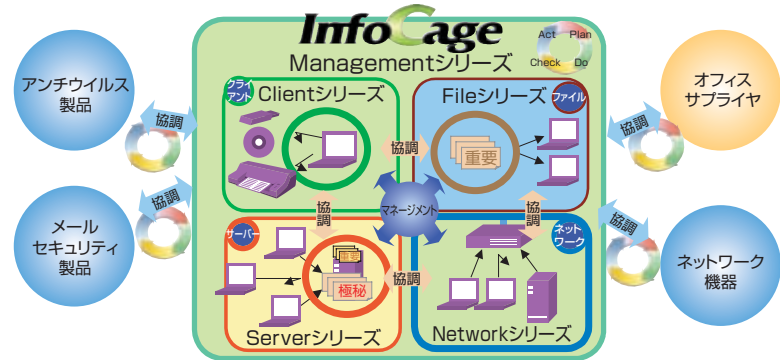 InfoCage
Managementシリーズ
Act Plan
Check Do
アンチウイルス
製品
協調
メール
セキュリティ
製品
協調
クライ
アント
Clientシリーズ
Fileシリーズ
ファイル
重要
協調
協調
マネージメント
協調
サーバー
重要
極秘
Serverシリーズ
協調
ネット
ワーク
Networkシリーズ
オフィス
サプライヤ
協調
ネットワーク
機器
協調